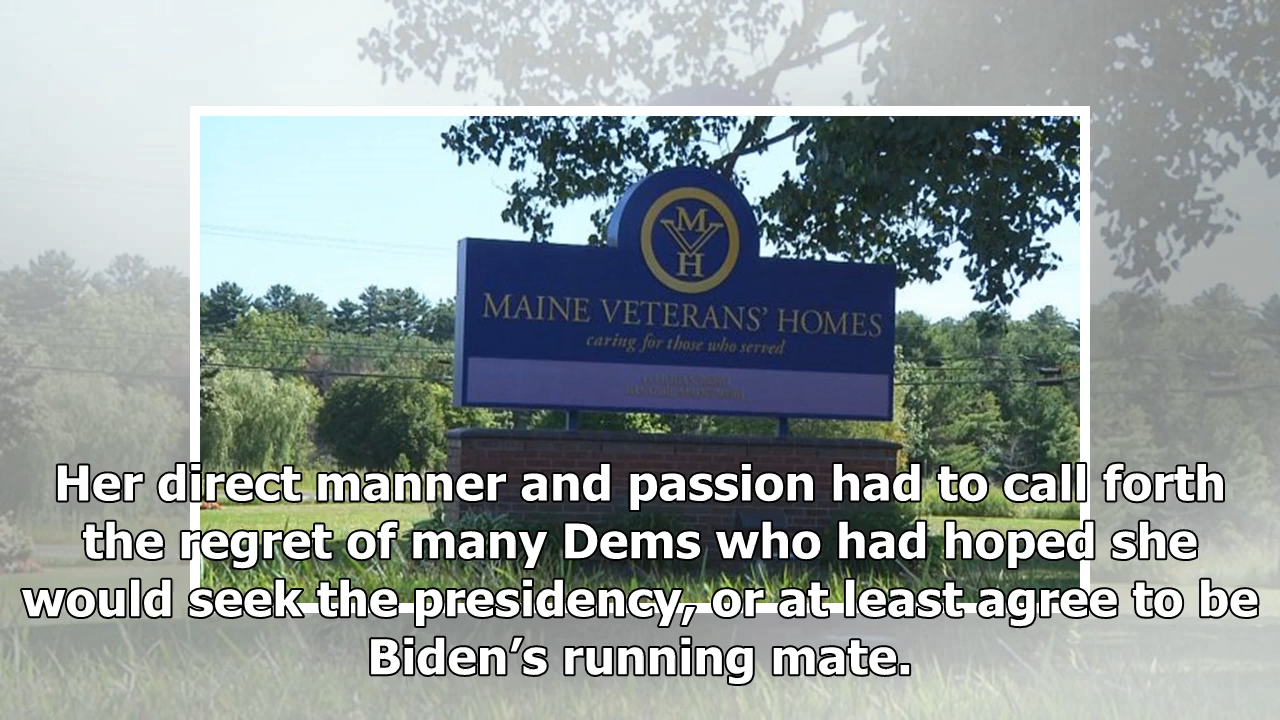 M
V
H
MAINE VETERANS' HOMES
caring for those who served
Her direct manner and passion had to call forth
the regret of many Dems who had hoped she
would seek the presidency, or at least agree to be
Biden’s running mate.